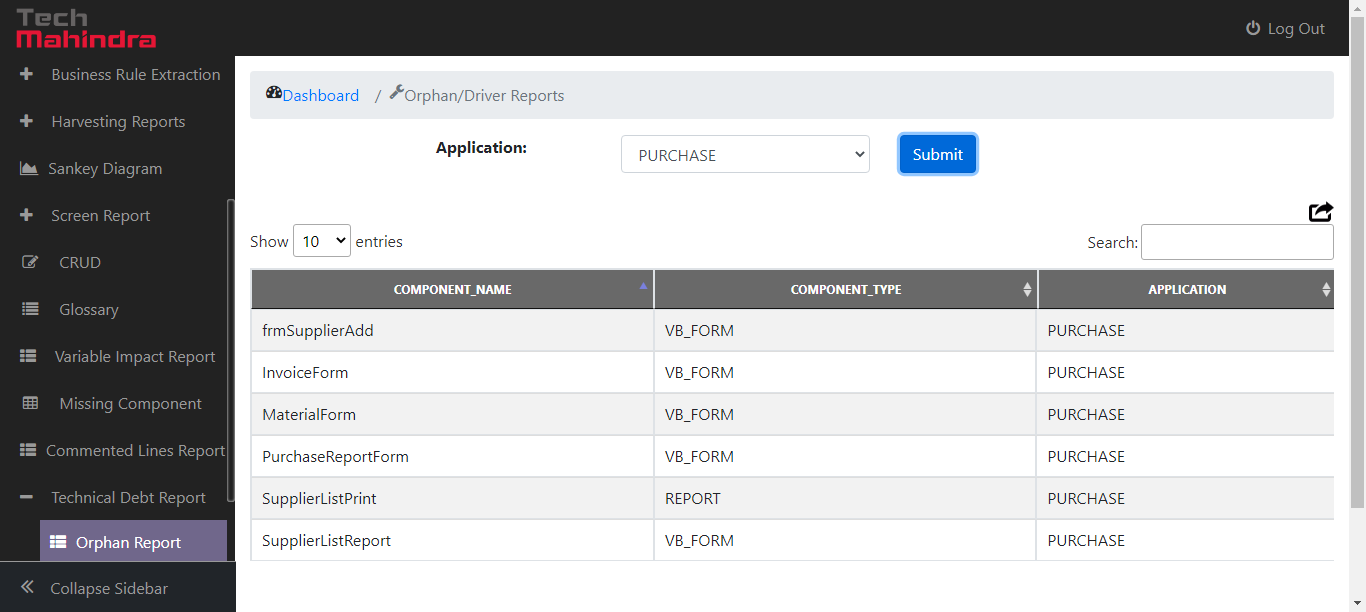 Tech
Mahindra
Log Out
Business Rule Extraction
Harvesting Reports
Sankey Diagram
Screen Report
CRUD
Glossary
Variable Impact Report
Missing Component
Commented Lines Report
Technical Debt Report
Orphan Report
Collapse Sidebar
Dashboard / Orphan/Driver Reports
Application: PURCHASE Submit
Show 10 entries Search:
COMPONENT_NAME COMPONENT_TYPE APPLICATION
frmSupplierAdd VB_FORM PURCHASE
InvoiceForm VB_FORM PURCHASE
MaterialForm VB_FORM PURCHASE
PurchaseReportForm VB_FORM PURCHASE
SupplierListPrint REPORT PURCHASE
SupplierListReport VB_FORM PURCHASE